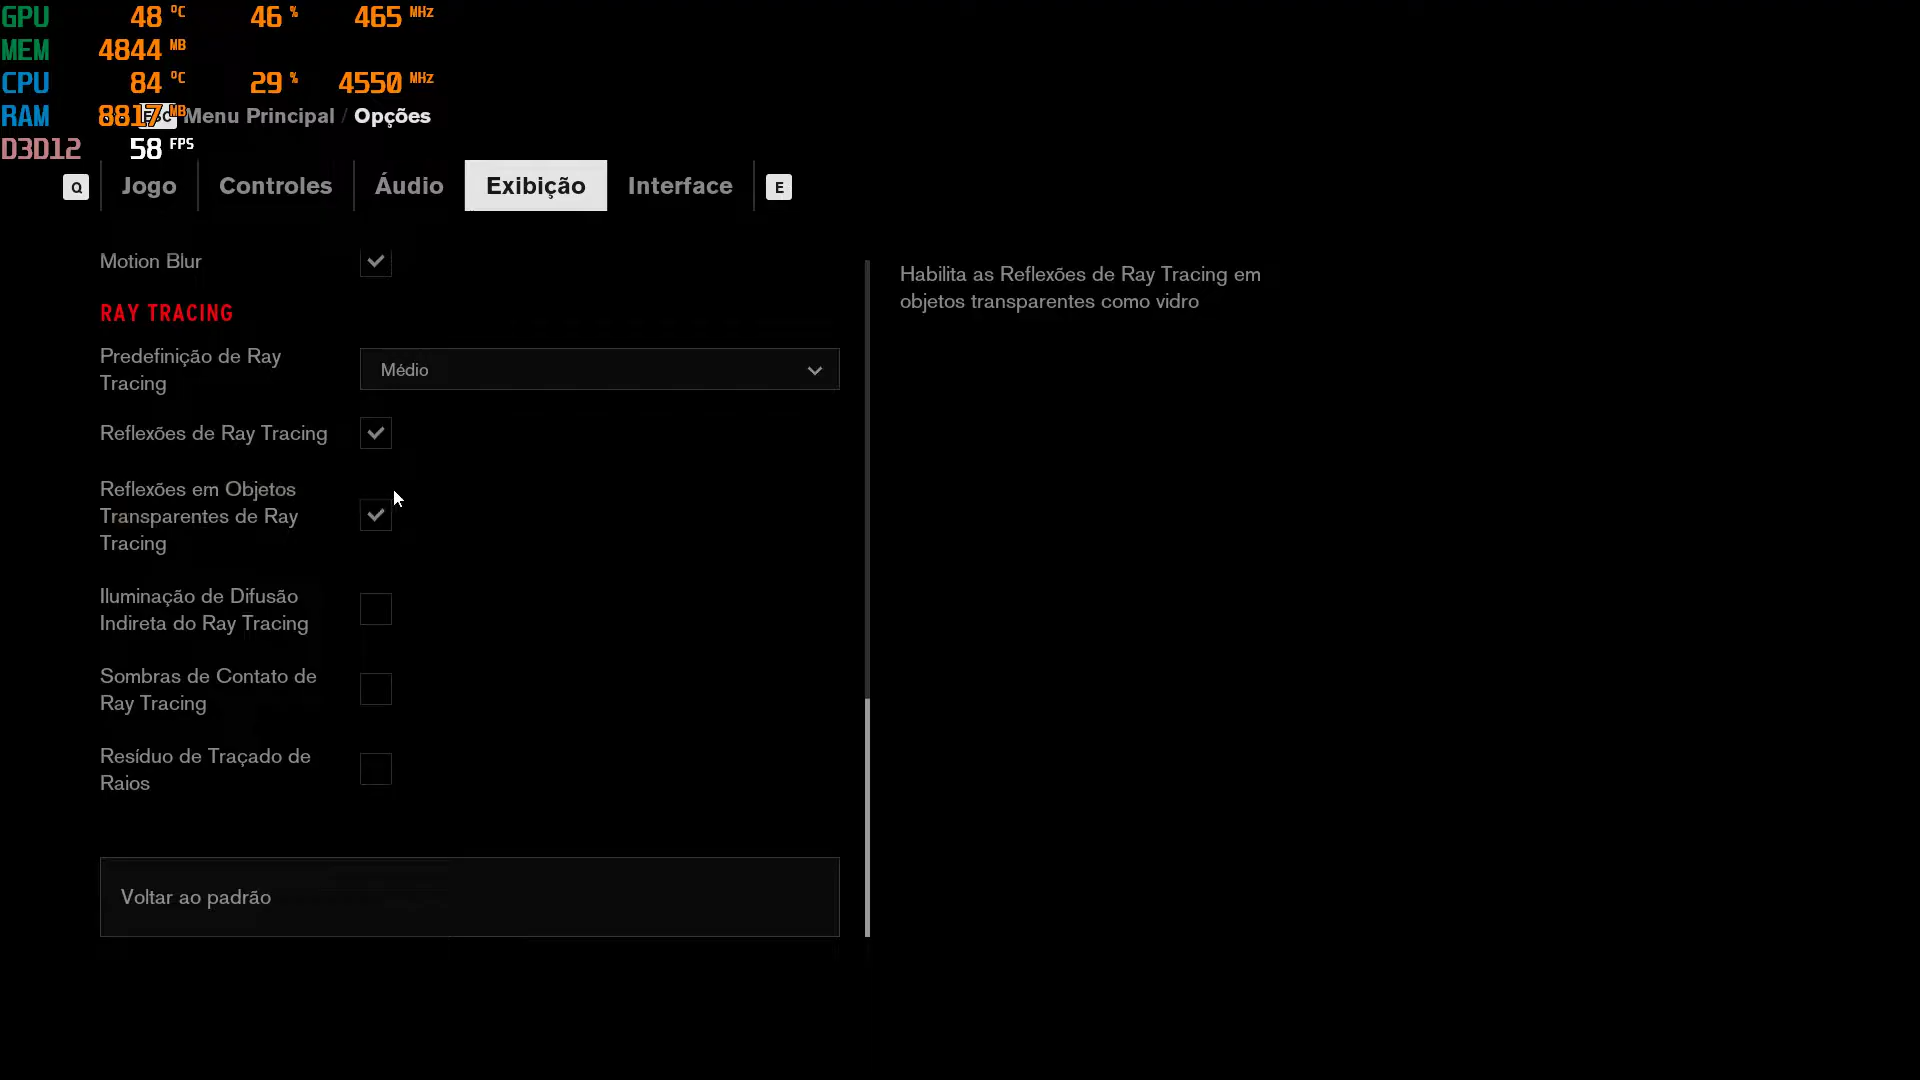 GPU 48 °C 46 % 465 MHz
MEM 4844 MB
CPU 84 °C 29 % 4550 MHz
RAM 8817 MB
ESC Menu Principal / Opções
D3D12 58 FPS
Q Jogo Controles Áudio Exibição Interface E
Motion Blur
RAY TRACING
Predefinição de Ray
Tracing
Médio
Reflexões de Ray Tracing
Reflexões em Objetos
Transparentes de Ray
Tracing
Iluminação de Difusão
Indireta do Ray Tracing
Sombras de Contato de
Ray Tracing
Resíduo de Traçado de
Raios
Voltar ao padrão
Habilita as Reflexões de Ray Tracing em
objetos transparentes como vidro